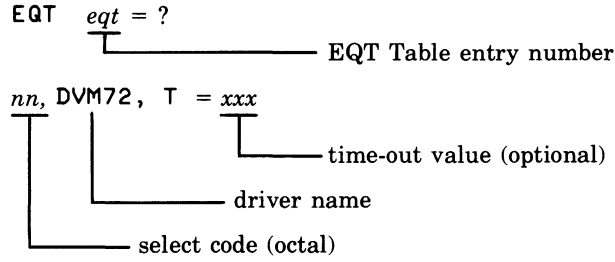 EQT eqt = ?
EQT Table entry number
nn, DVM72, T = xxx
time-out value (optional)
driver name
select code (octal)